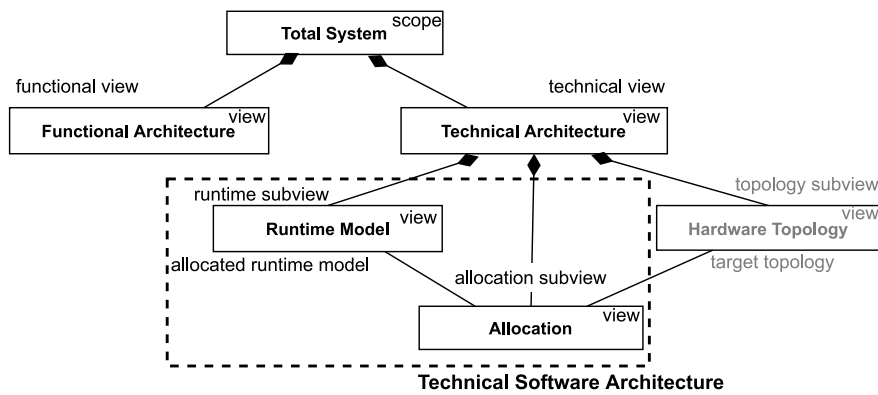 scope
Total System
functional view
technical view
view
Functional Architecture
view
Technical Architecture
runtime subview
topology subview
view
Runtime Model
view
Hardware Topology
allocated runtime model
allocation subview
target topology
view
Allocation
Technical Software Architecture